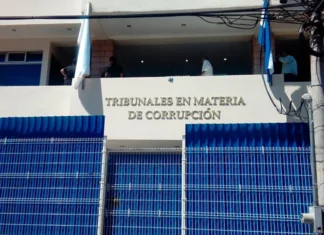 TRIBUNALES EN MATERIA
DE CORRUPCIÓN